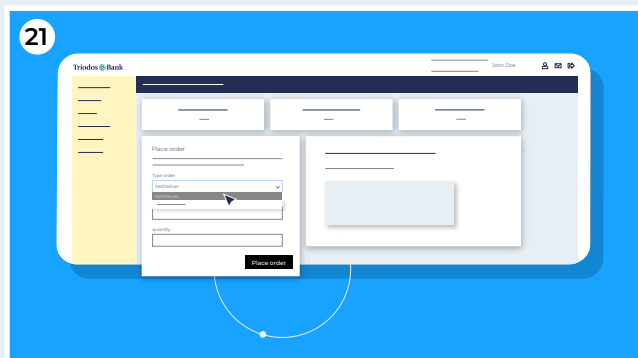 21
Triodos Bank
John Doe
Place order
Type order
Sell/Deliver
Sell/Deliver
quantity
Place order